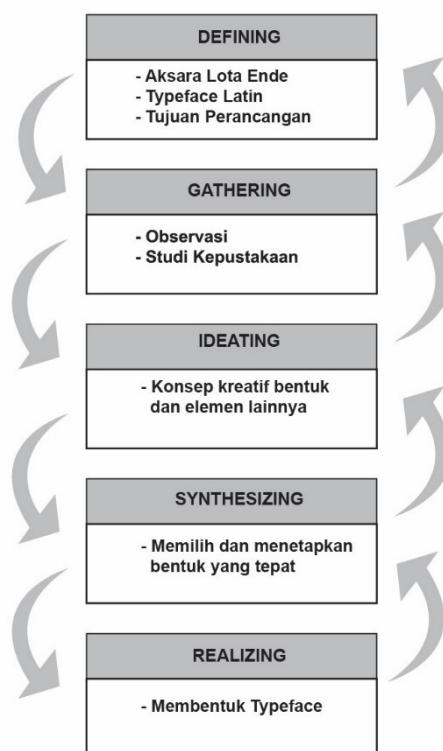 DEFINING
- Aksara Lota Ende
- Typeface Latin
- Tujuan Perancangan
GATHERING
- Observasi
- Studi Kepustakaan
IDEATING
- Konsep kreatif bentuk
dan elemen lainnya
SYNTHESIZING
- Memilih dan menetapkan
bentuk yang tepat
REALIZING
- Membentuk Typeface